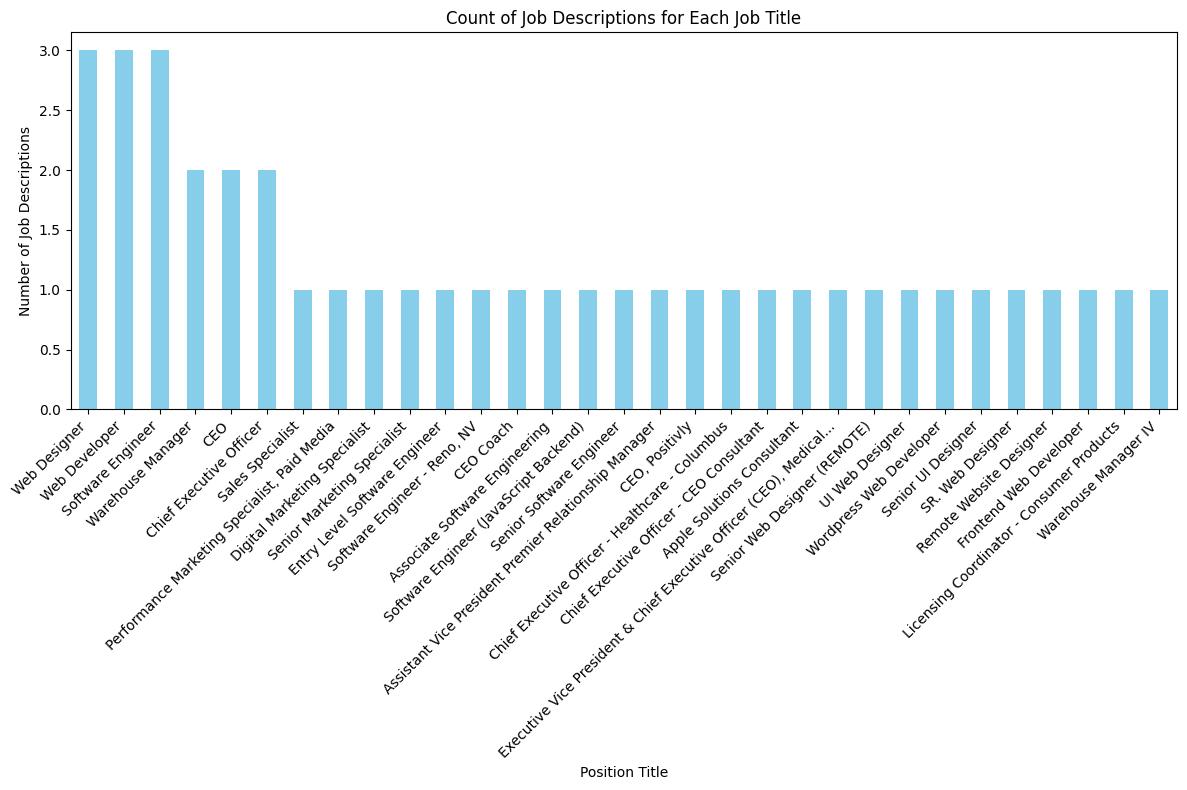 Count of Job Descriptions for Each Job Title
Number of Job Descriptions
3.0
2.5
2.0
1.5
1.0
0.5
0.0
Web Designer
Web Developer
Software Engineer
Warehouse Manager
CEO
Chief Executive Officer
Sales Specialist
Performance Marketing Specialist, Paid Media
Digital Marketing Specialist
Senior Marketing Specialist
Entry Level Software Engineer
Software Engineer - Reno, NV
CEO Coach
Associate Software Engineering
Software Engineer (JavaScript Backend)
Senior Software Engineer
Assistant Vice President Premier Relationship Manager
CEO, Positivly
Chief Executive Officer - Healthcare - Columbus
Chief Executive Officer - CEO Consultant
Apple Solutions Consultant
Executive Vice President & Chief Executive Officer (CEO), Medical...
Senior Web Designer (REMOTE)
UI Web Designer
Wordpress Web Developer
Senior UI Designer
SR. Web Designer
Remote Website Designer
Frontend Web Developer
Licensing Coordinator - Consumer Products
Warehouse Manager IV
Position Title